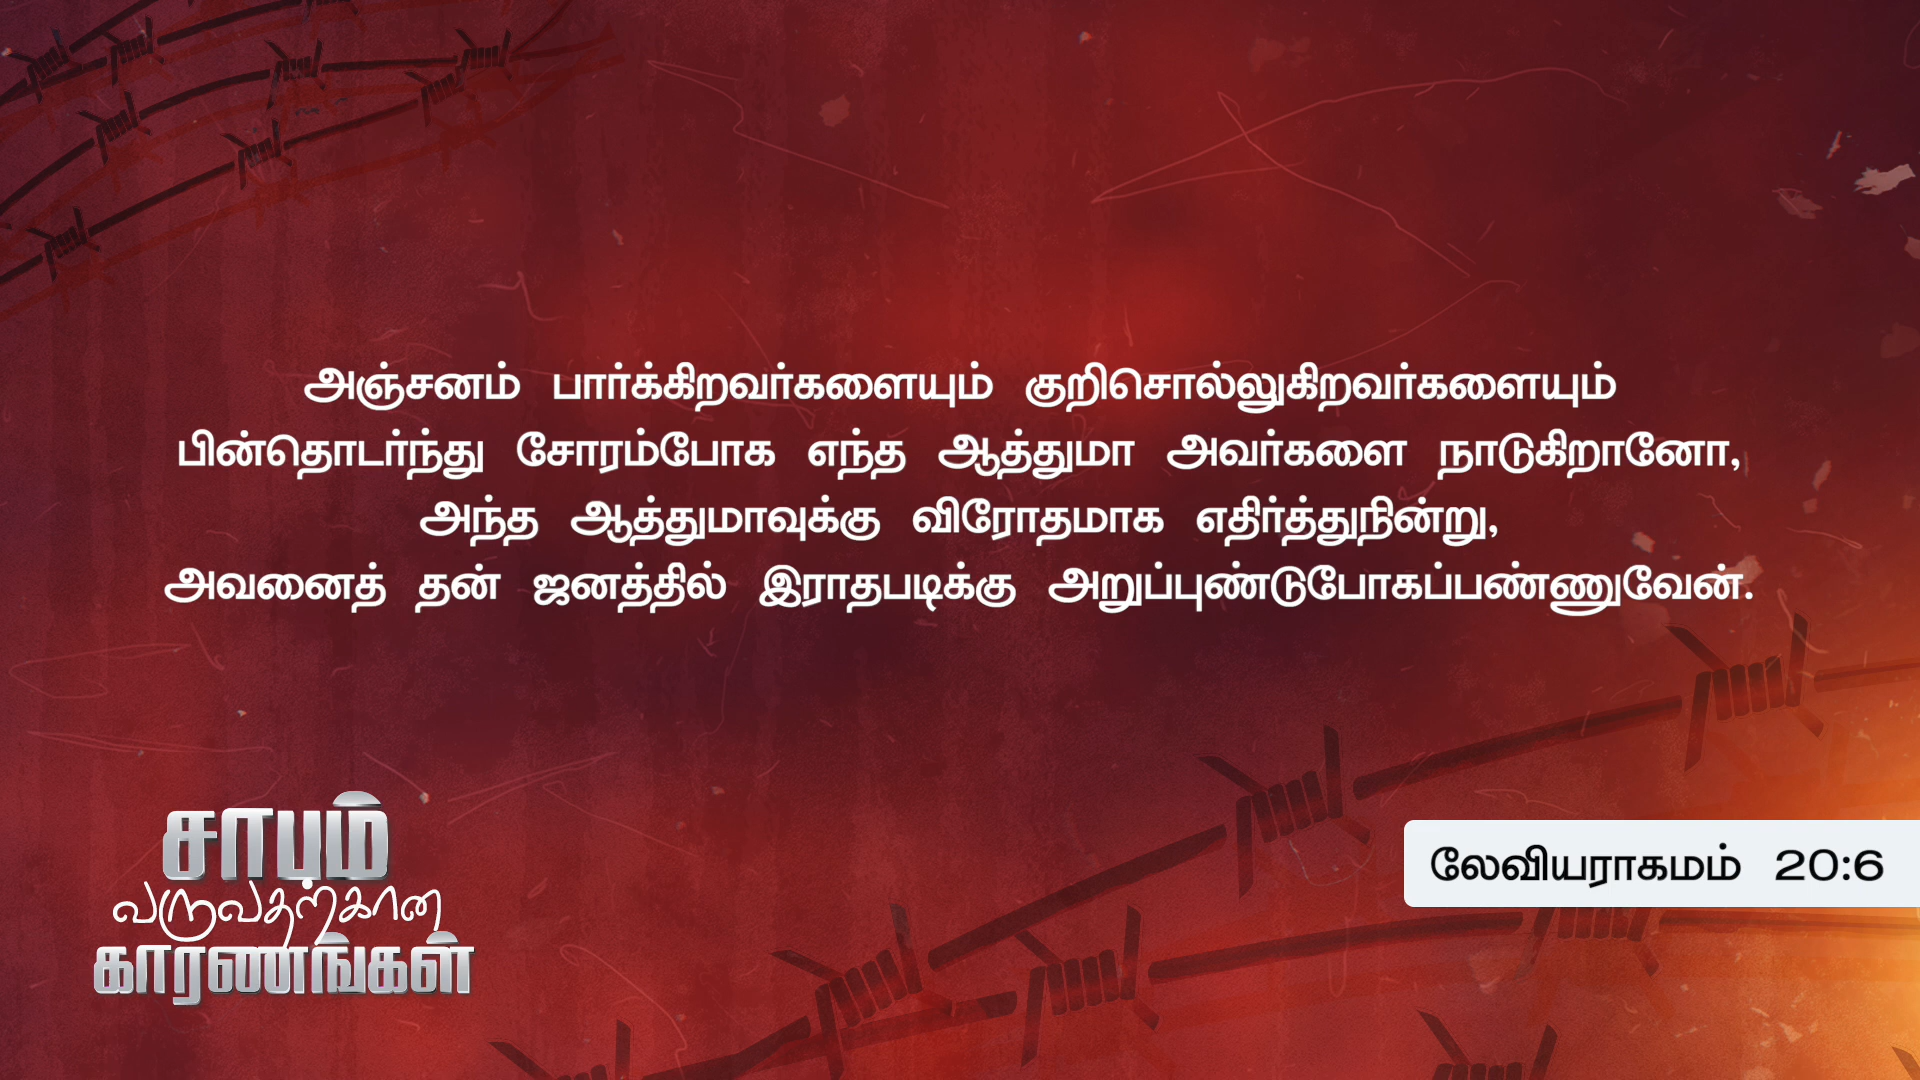 அஞ்சனம் பார்க்கிறவர்களையும் குறிசொல்லுகிறவர்களையும்
பின்தொடர்ந்து சோரம்போக எந்த ஆத்துமா அவர்களை நாடுகிறானோ,
அந்த ஆத்துமாவுக்கு விரோதமாக எதிர்த்துநின்று,
அவனைத் தன் ஜனத்தில் இராதபடிக்கு அறுப்புண்டுபோகப்பண்ணுவேன்.
சாபம்
வருவதற்கான
காரணங்கள்
லேவியராகமம் 20:6